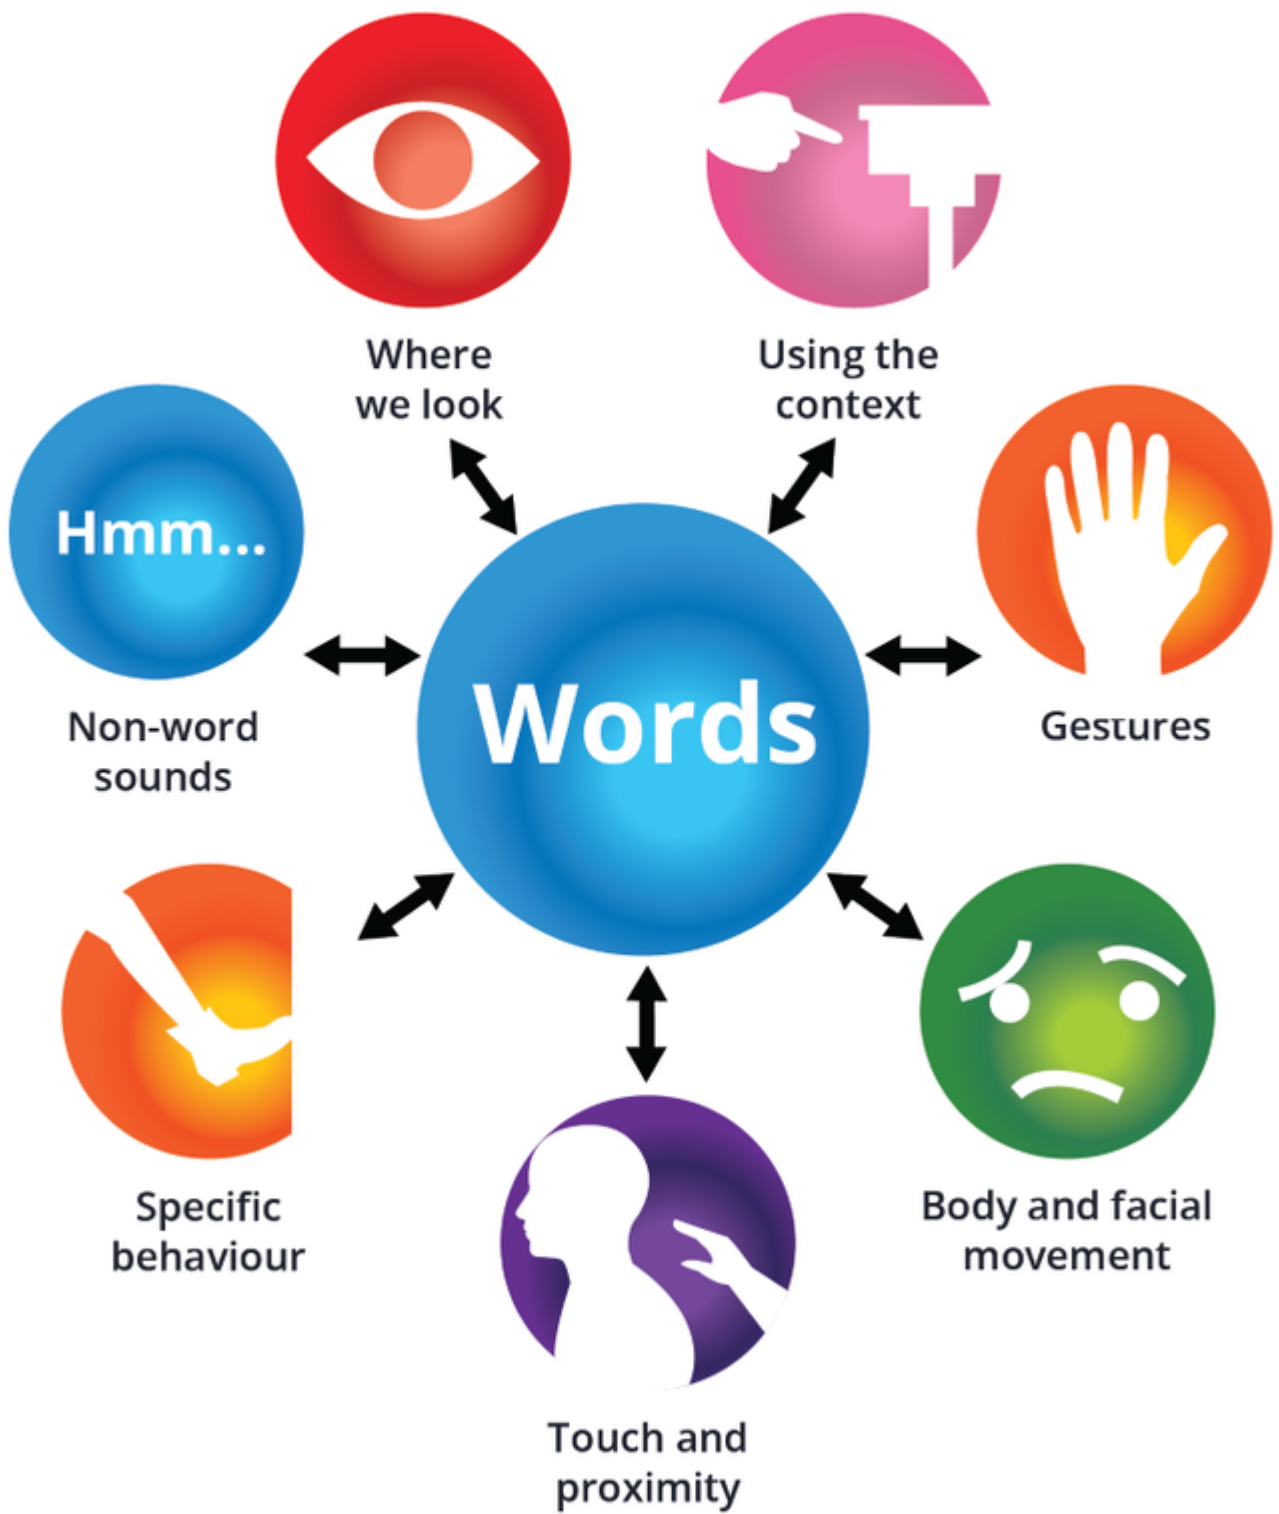 Where
we look
Using the
context
Hmm...
Non-word
sounds
Words
Gestures
Specific
behaviour
Body and facial
movement
Touch and
proximity